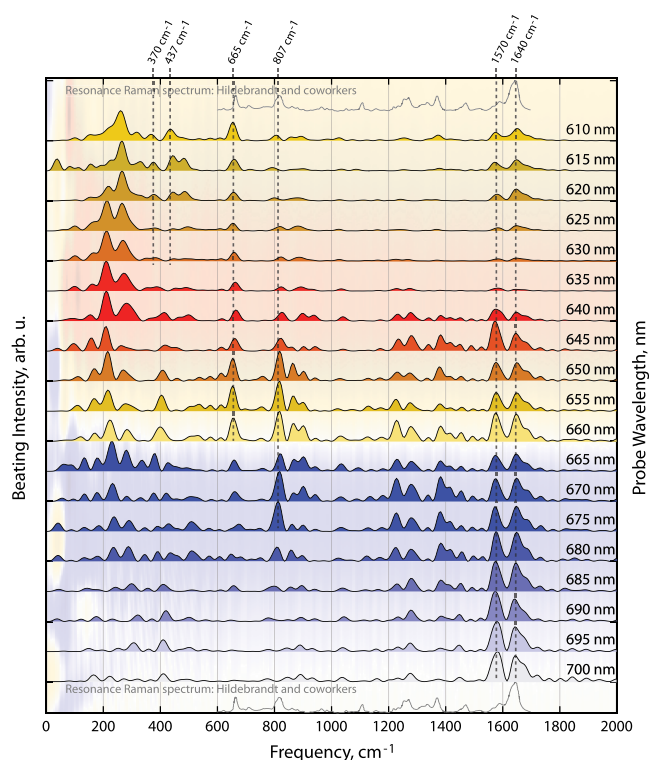 370 cm-1
437 cm-1
665 cm-1
807 cm-1
1570 cm-1
1640 cm-1
Resonance Raman spectrum: Hildebrandt and coworkers
610 nm
615 nm
620 nm
625 nm
630 nm
635 nm
640 nm
645 nm
650 nm
655 nm
660 nm
665 nm
670 nm
675 nm
680 nm
685 nm
690 nm
695 nm
700 nm
Resonance Raman spectrum: Hildebrandt and coworkers
0 200 400 600 800 1000 1200 1400 1600 1800 2000
Frequency, cm-1
Beating Intensity, arb. u.
Probe Wavelength, nm